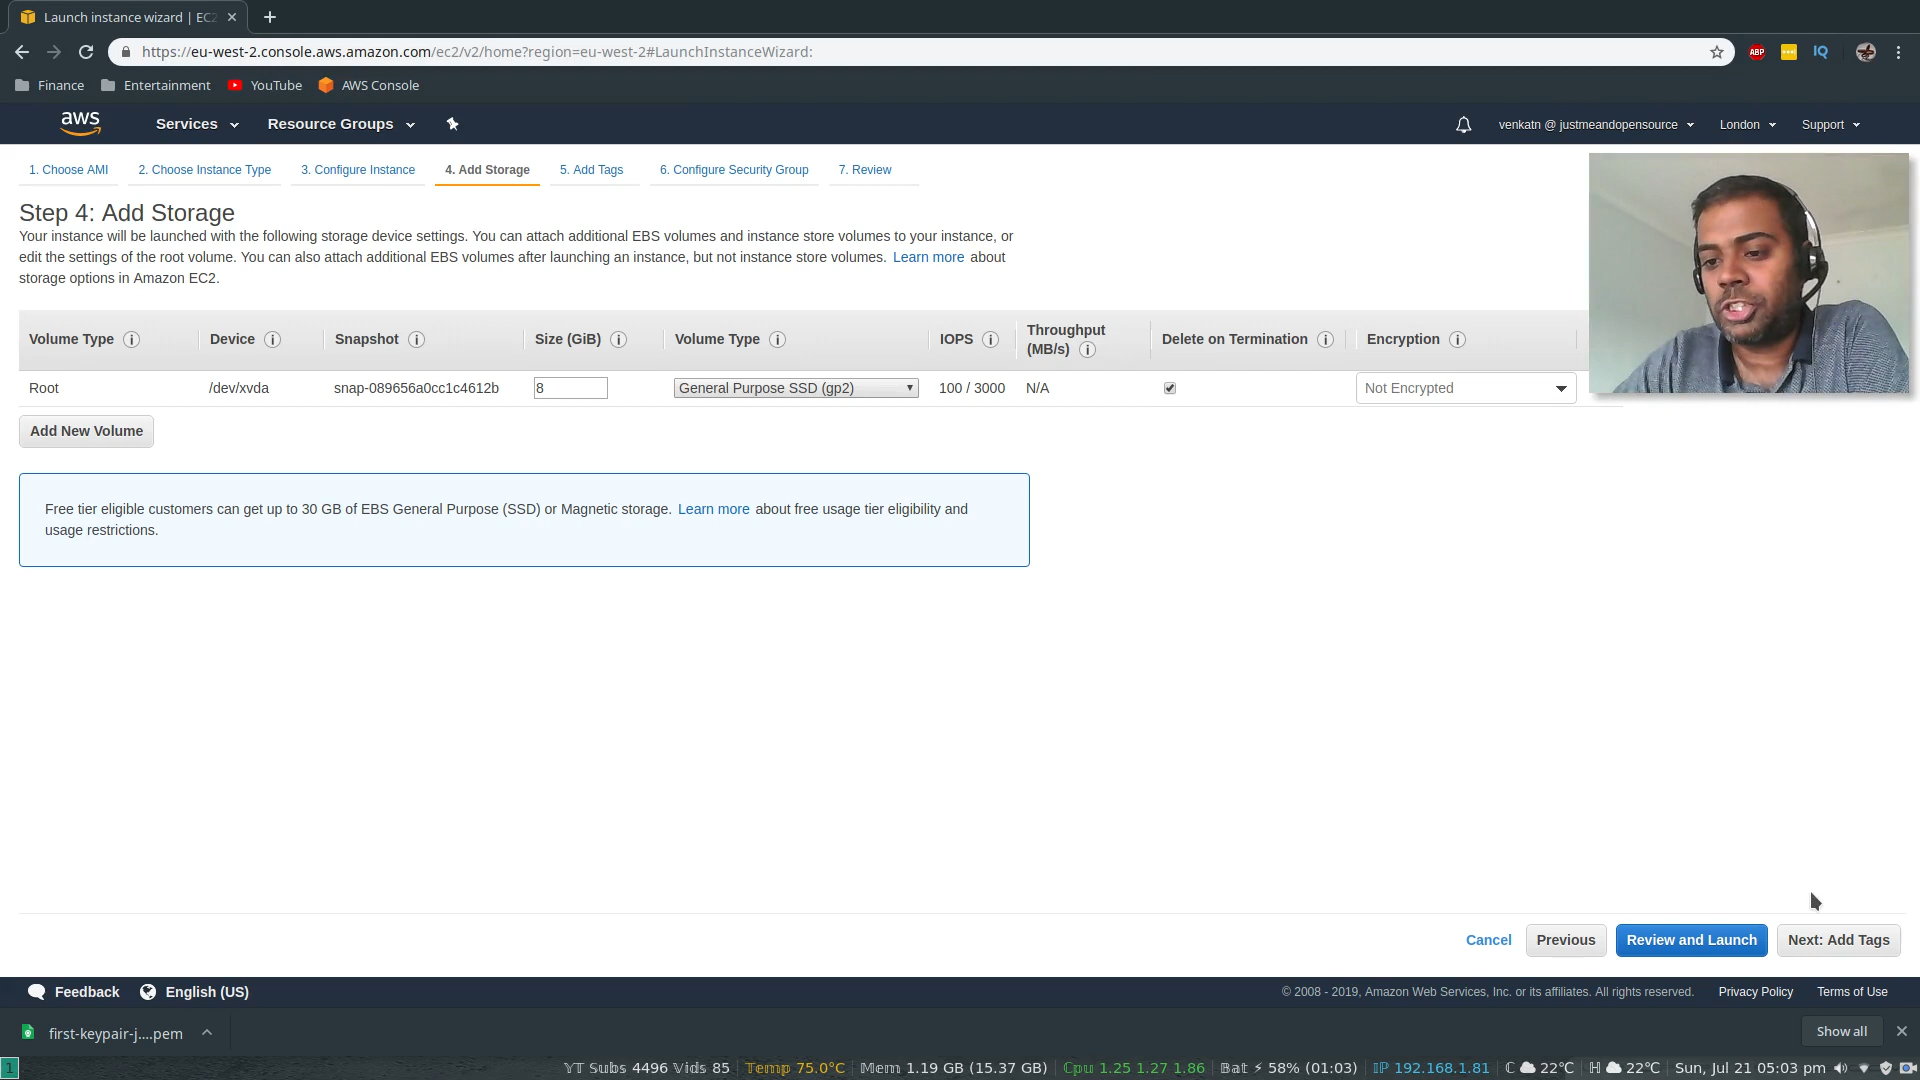 Launch instance wizard | EC2
https://eu-west-2.console.aws.amazon.com/ec2/v2/home?region=eu-west-2#LaunchInstanceWizard:
ABP
IQ
Finance
Entertainment
YouTube
AWS Console
aws
Services
Resource Groups
venkatn @ justmeandopensource
London
Support
1. Choose AMI
2. Choose Instance Type
3. Configure Instance
4. Add Storage
5. Add Tags
6. Configure Security Group
7. Review
Step 4: Add Storage
Your instance will be launched with the following storage device settings. You can attach additional EBS volumes and instance store volumes to your instance, or
edit the settings of the root volume. You can also attach additional EBS volumes after launching an instance, but not instance store volumes. Learn more about
storage options in Amazon EC2.
Volume Type i Device i Snapshot i Size (GiB) i Volume Type i IOPS i Throughput
(MB/s) i Delete on Termination i Encryption i
Root /dev/xvda snap-089656a0cc1c4612b 8 General Purpose SSD (gp2) 100 / 3000 N/A Not Encrypted
Add New Volume
Free tier eligible customers can get up to 30 GB of EBS General Purpose (SSD) or Magnetic storage. Learn more about free usage tier eligibility and
usage restrictions.
Cancel
Previous
Review and Launch
Next: Add Tags
Feedback
English (US)
© 2008 - 2019, Amazon Web Services, Inc. or its affiliates. All rights reserved.
Privacy Policy
Terms of Use
first-keypair-j....pem
Show all
1
YT Subs 4496 Vids 85 Temp 75.0°C Mem 1.19 GB (15.37 GB) Cpu 1.25 1.27 1.86 Bat ⚡ 58% (01:03) IP 192.168.1.81 C 22℃ H 22℃ Sun, Jul 21 05:03 pm